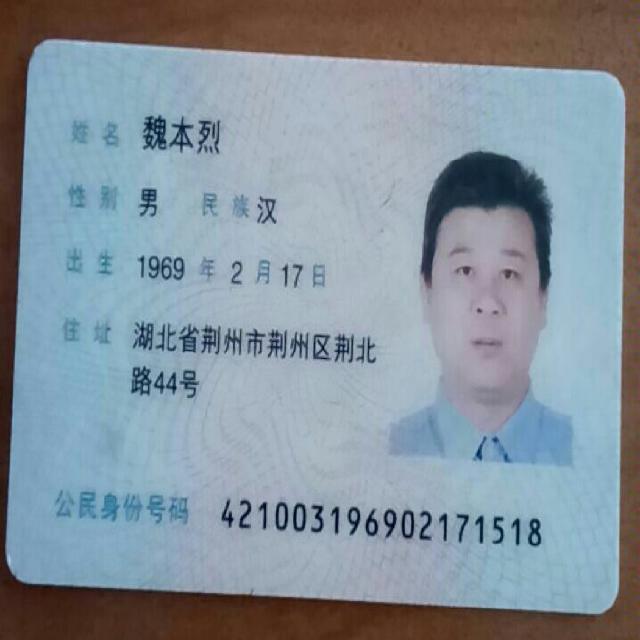 姓名 魏本烈
性别 男 民族 汉
出生 1969 年 2 月 17 日
住址 湖北省荆州市荆州区荆北
路44号
公民身份号码 421003196902171518